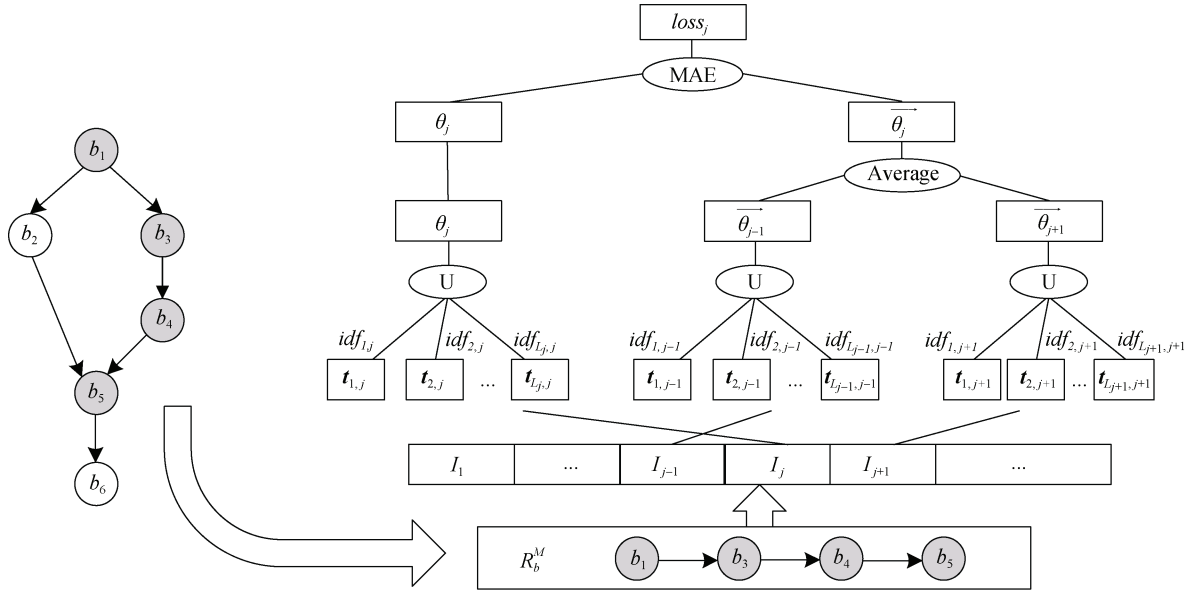 loss_j
MAE
θ_j
θ_j→
Average
b_1
b_2
b_3
b_4
b_5
b_6
θ_j
θ_{j−1}→
θ_{j+1}→
U
U
U
idf_{1,j} idf_{2,j} idf_{L_j,j}
idf_{1,j−1} idf_{2,j−1} idf_{L_{j−1},j−1}
idf_{1,j+1} idf_{2,j+1} idf_{L_{j+1},j+1}
t_{1,j} t_{2,j} ... t_{L_j,j}
t_{1,j−1} t_{2,j−1} ... t_{L_{j−1},j−1}
t_{1,j+1} t_{2,j+1} ... t_{L_{j+1},j+1}
I_1 ... I_{j−1} I_j I_{j+1} ...
R_b^M b_1 b_3 b_4 b_5